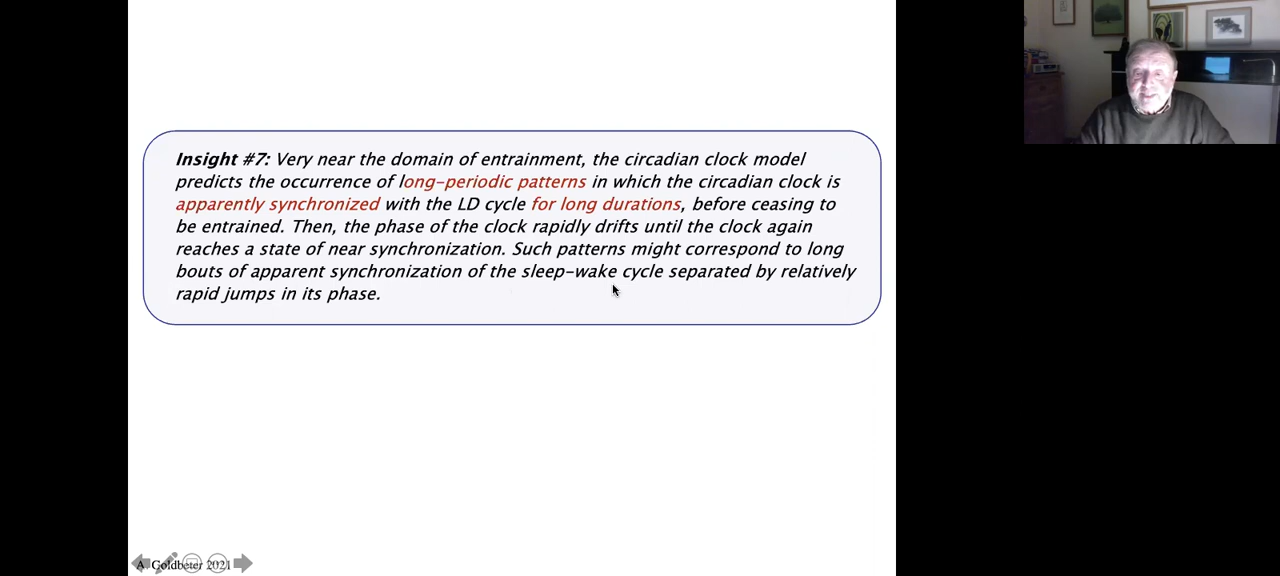 Insight #7: Very near the domain of entrainment, the circadian clock model
predicts the occurrence of long-periodic patterns in which the circadian clock is
apparently synchronized with the LD cycle for long durations, before ceasing to
be entrained. Then, the phase of the clock rapidly drifts until the clock again
reaches a state of near synchronization. Such patterns might correspond to long
bouts of apparent synchronization of the sleep-wake cycle separated by relatively
rapid jumps in its phase.
A Goldbeter 2021